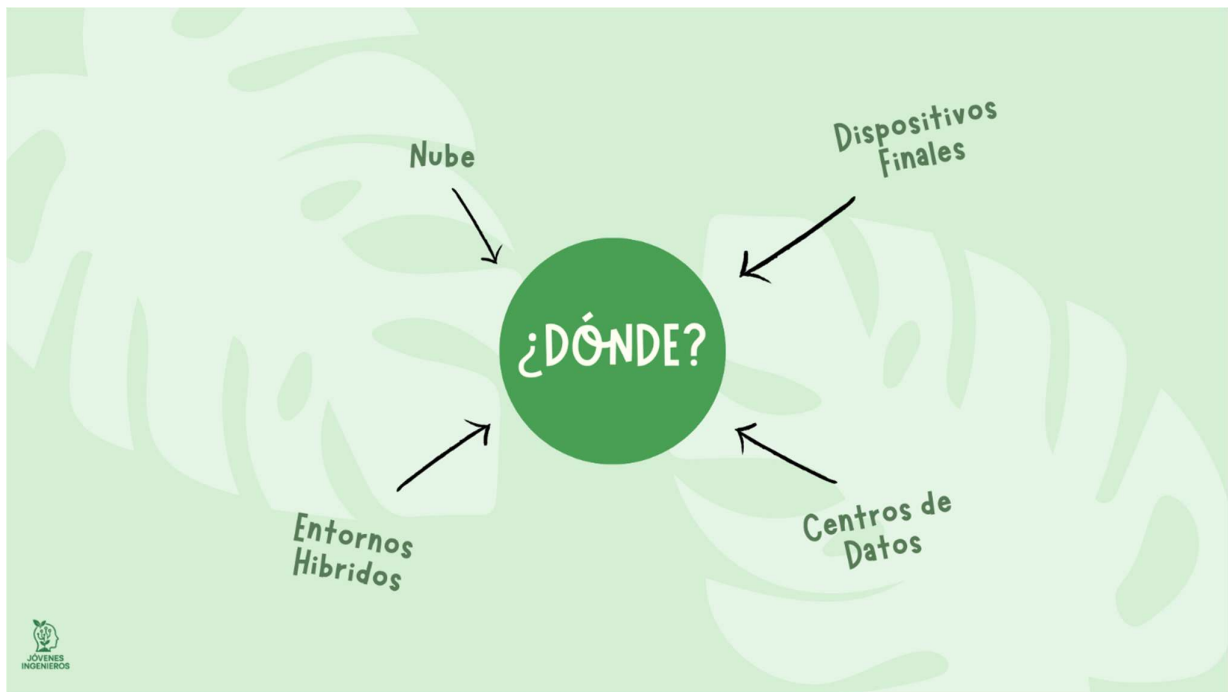 Nube
Dispositivos
Finales
¿DÓNDE?
Entornos
Hibridos
Centros de
Datos
JÓVENES
INGENIEROS